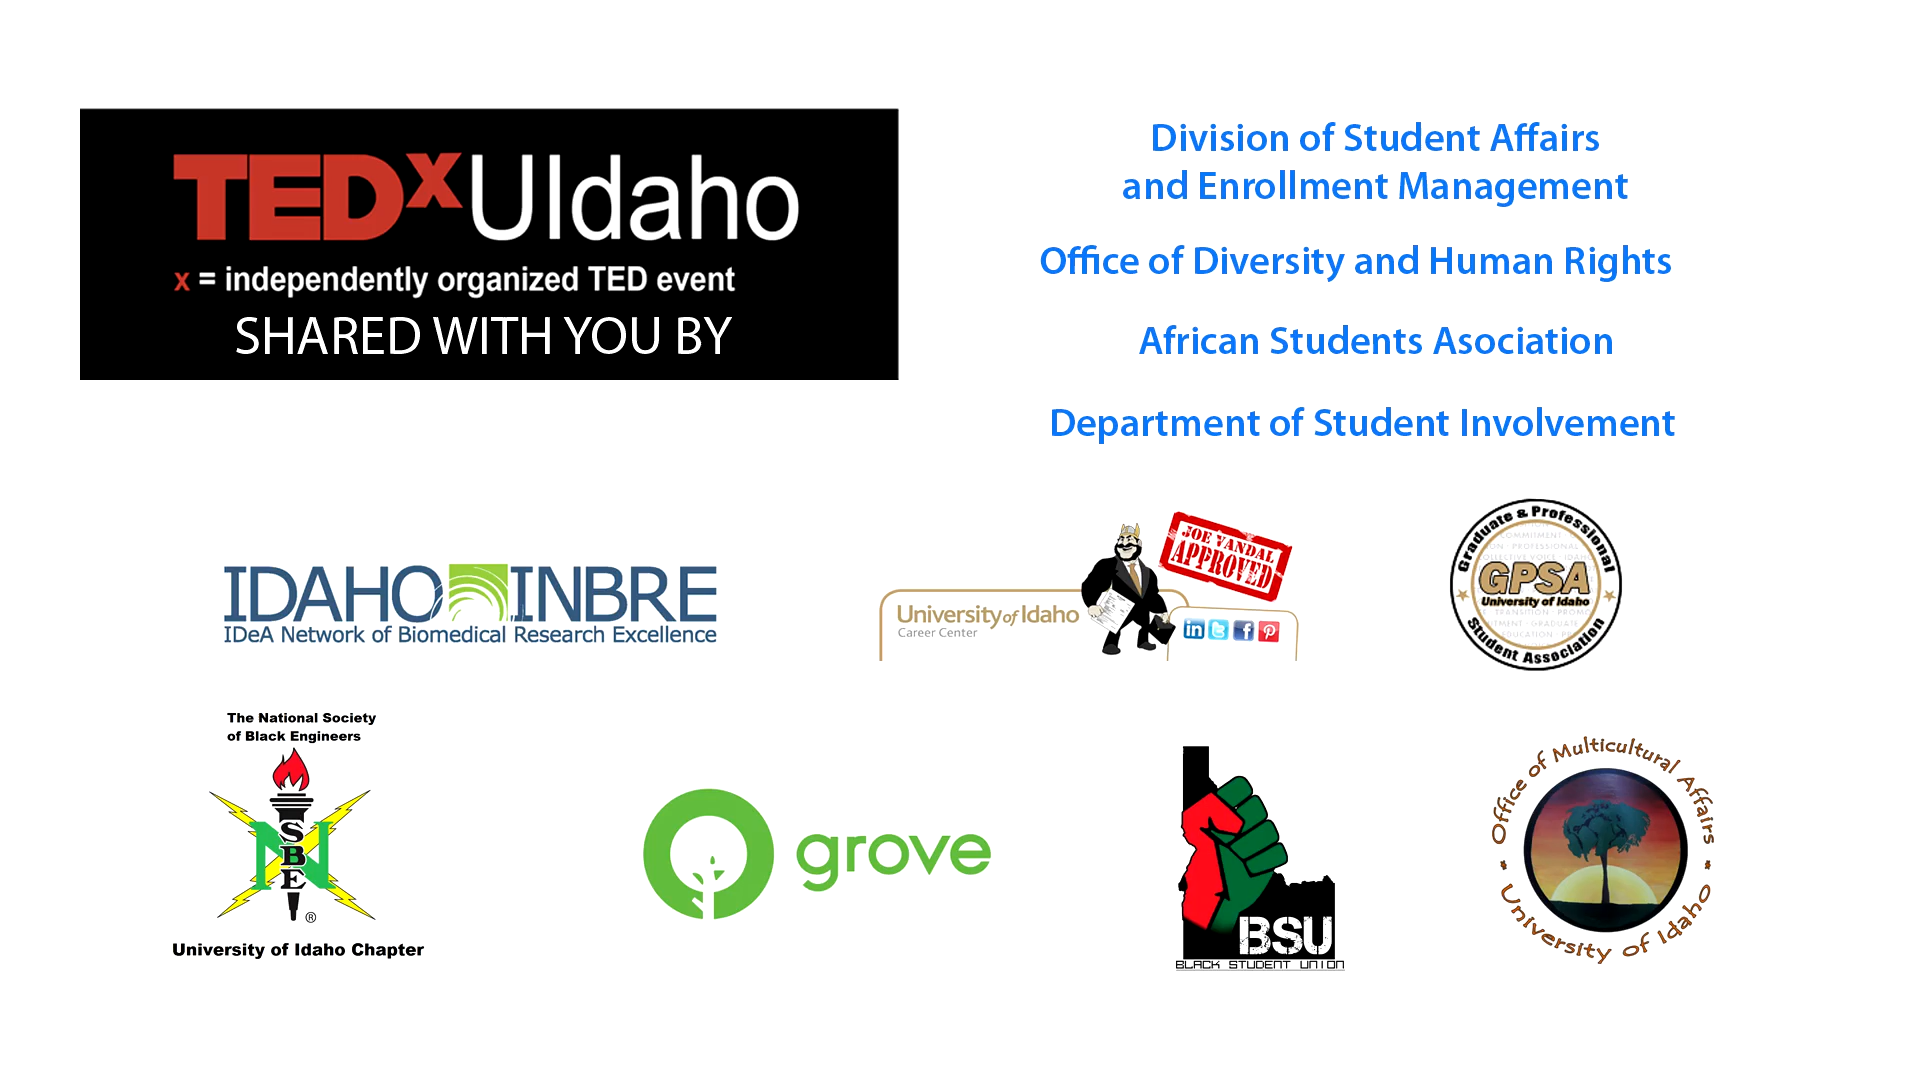 TEDxUIdaho
x = independently organized TED event
SHARED WITH YOU BY
Division of Student Affairs
and Enrollment Management
Office of Diversity and Human Rights
African Students Asociation
Department of Student Involvement
IDAHO INBRE
IDeA Network of Biomedical Research Excellence
University of Idaho
Career Center
JOE VANDAL
APPROVED
in t f p
Graduate & Professional
GPSA
University of Idaho
Student Association
The National Society
of Black Engineers
NSBE
®
University of Idaho Chapter
grove
BSU
BLACK STUDENT UNION
Office of Multicultural Affairs
University of Idaho